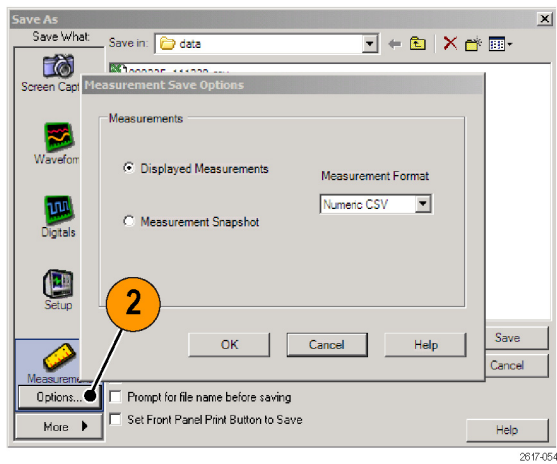 Save As
Save What:
Save in: data
Screen Capt
Measurement Save Options
Measurements
Waveform
Displayed Measurements
Measurement Format
Numeric CSV
Measurement Snapshot
Digitals
Setup
2
OK
Cancel
Help
Save
Cancel
Measureme
Options...
Prompt for file name before saving
Set Front Panel Print Button to Save
More
Help
2617-054